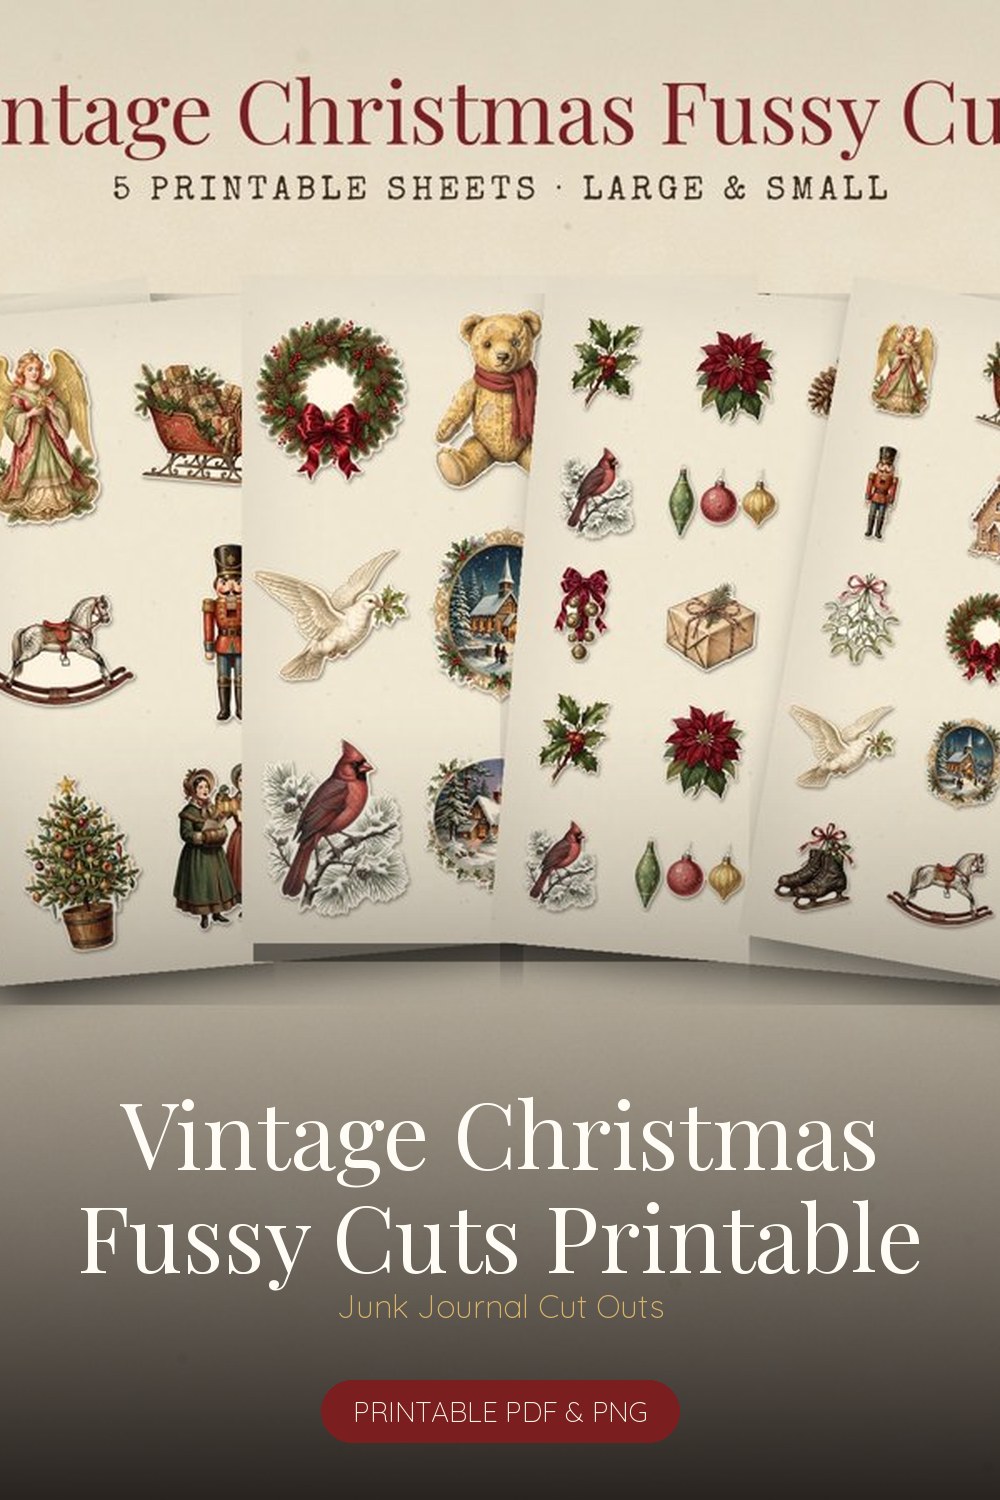 ntage Christmas Fussy Cu
5 PRINTABLE SHEETS · LARGE & SMALL
Vintage Christmas
Fussy Cuts Printable
Junk Journal Cut Outs
PRINTABLE PDF & PNG